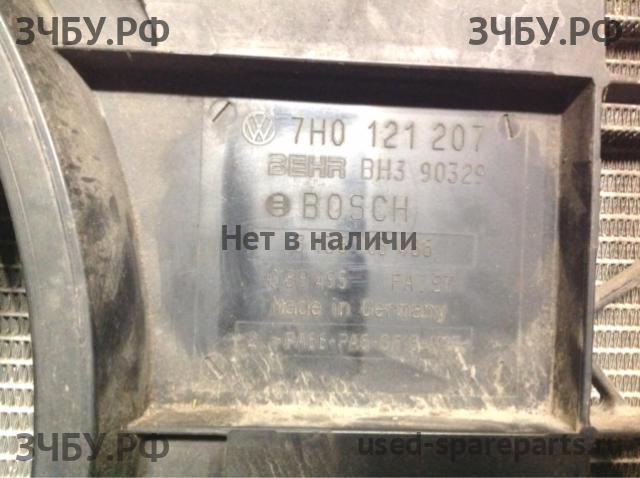 ЗЧБУ.РФ ЗЧБУ.РФ
7H0 121 207
BEHR BH3 90329
BOSCH
Нет в наличии
Made in Germany
ЗЧБУ.РФ used-spareparts.ru